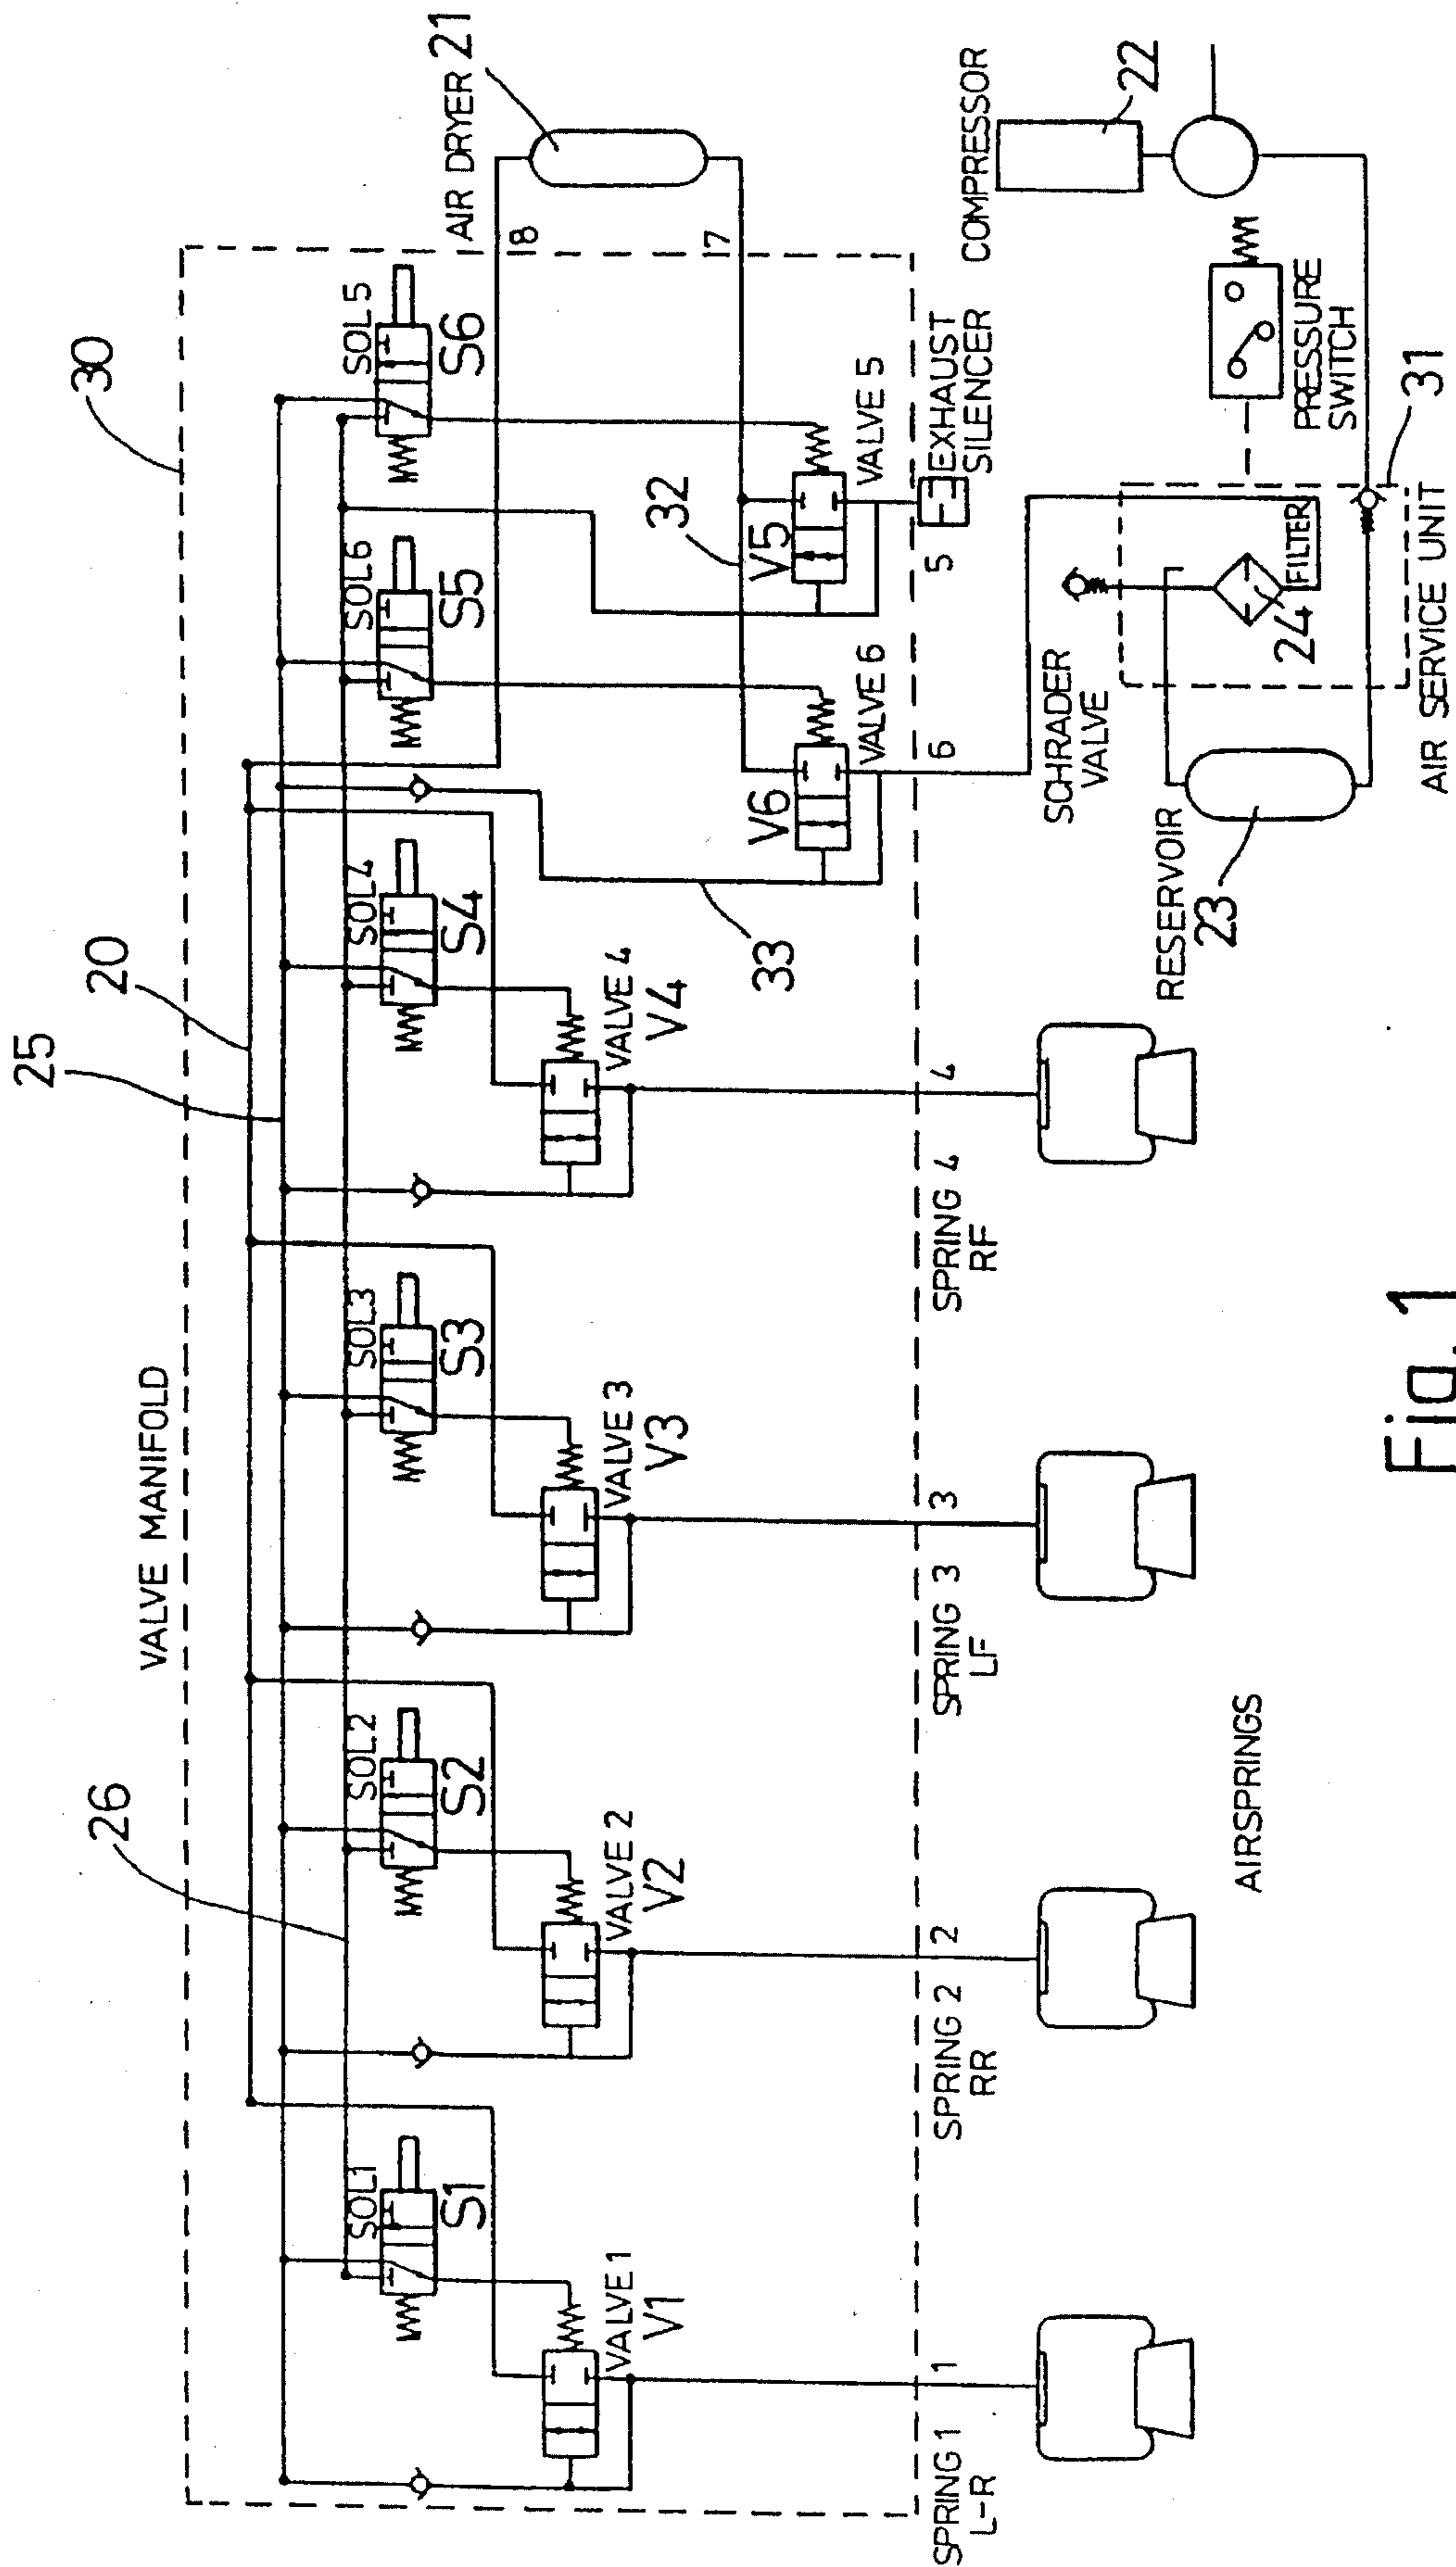 30
VALVE MANIFOLD
26
25
20
AIR DRYER 21
SOL1
S1
SOL2
S2
SOL3
S3
SOL4
S4
SOL6
S5
SOL 5
S6
18
17
VALVE 1
V1
VALVE 2
V2
VALVE 3
V3
VALVE 4
V4
33
V6
VALVE 6
32
V5
VALVE 5
SPRING 1
L-R
1
SPRING 2
RR
2
SPRING 3
LF
3
SPRING 4
RF
4
6
5
EXHAUST
SILENCER
COMPRESSOR
22
AIRSPRINGS
RESERVOIR
23
SCHRADER
VALVE
24
FILTER
PRESSURE
SWITCH
31
AIR SERVICE UNIT
Fig. 1